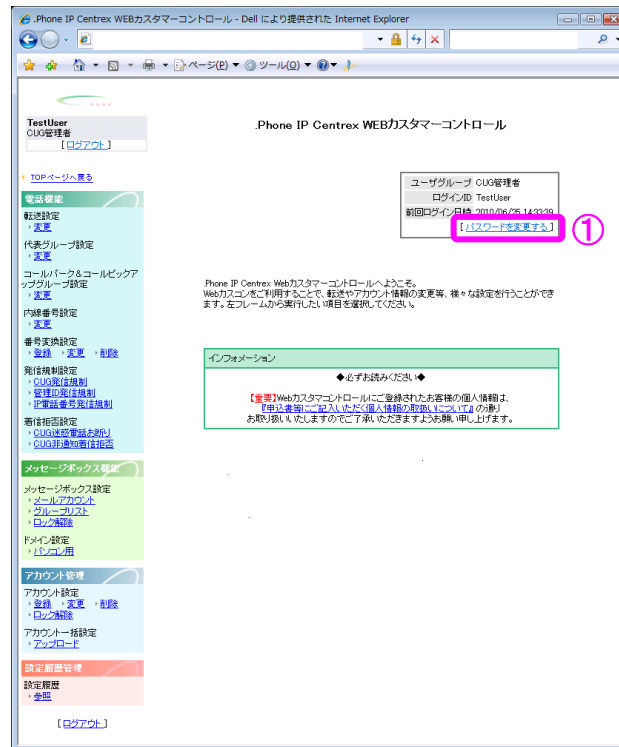 .Phone IP Centrex WEBカスタマーコントロール - Dell により提供された Internet Explorer
ページ(P) ツール(O)
TestUser
CUG管理者
[ログアウト]
.Phone IP Centrex WEBカスタマーコントロール
TOPページへ戻る
ユーザグループ CUG管理者
ログインID TestUser
前回ログイン日時 2010/06/25 14:33:39
[パスワードを変更する]
①
電話機能
転送設定
変更
代表グループ設定
変更
コールパーク&コールピックア
ップグループ設定
変更
内線番号設定
変更
番号変換設定
登録 変更 削除
発信規制設定
CUG発信規制
管理ID発信規制
IP電話番号発信規制
着信拒否設定
CUG迷惑電話お断り
CUG非通知着信拒否
.Phone IP Centrex Webカスタマーコントロールへようこそ。
Webカスコンをご利用することで、転送やアカウント情報の変更等、様々な設定を行うことができ
ます。左フレームから実行したい項目を選択してください。
インフォメーション
◆必ずお読みください◆
【重要】Webカスタマーコントロールにご登録されたお客様の個人情報は、
『申込書等にご記入いただく個人情報の取扱いについて』の通り
お取り扱いいたしますのでご了承いただきますようお願い申し上げます。
メッセージボックス機能
メッセージボックス設定
メールアカウント
グループリスト
ロック解除
ドメイン設定
パソコン用
アカウント管理
アカウント設定
登録 変更 削除
ロック解除
アカウント一括設定
アップロード
設定履歴管理
設定履歴
参照
[ログアウト]